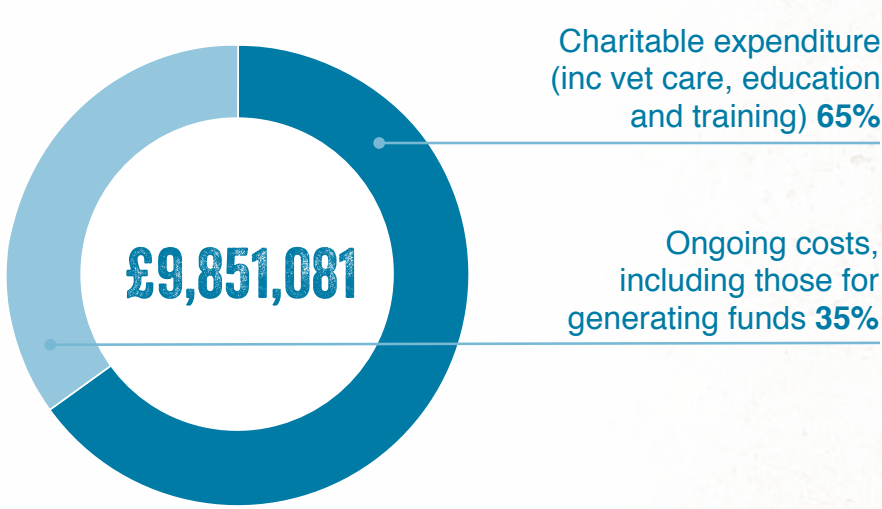 Charitable expenditure
(inc vet care, education
and training) 65%
£9,851,081
Ongoing costs,
including those for
generating funds 35%